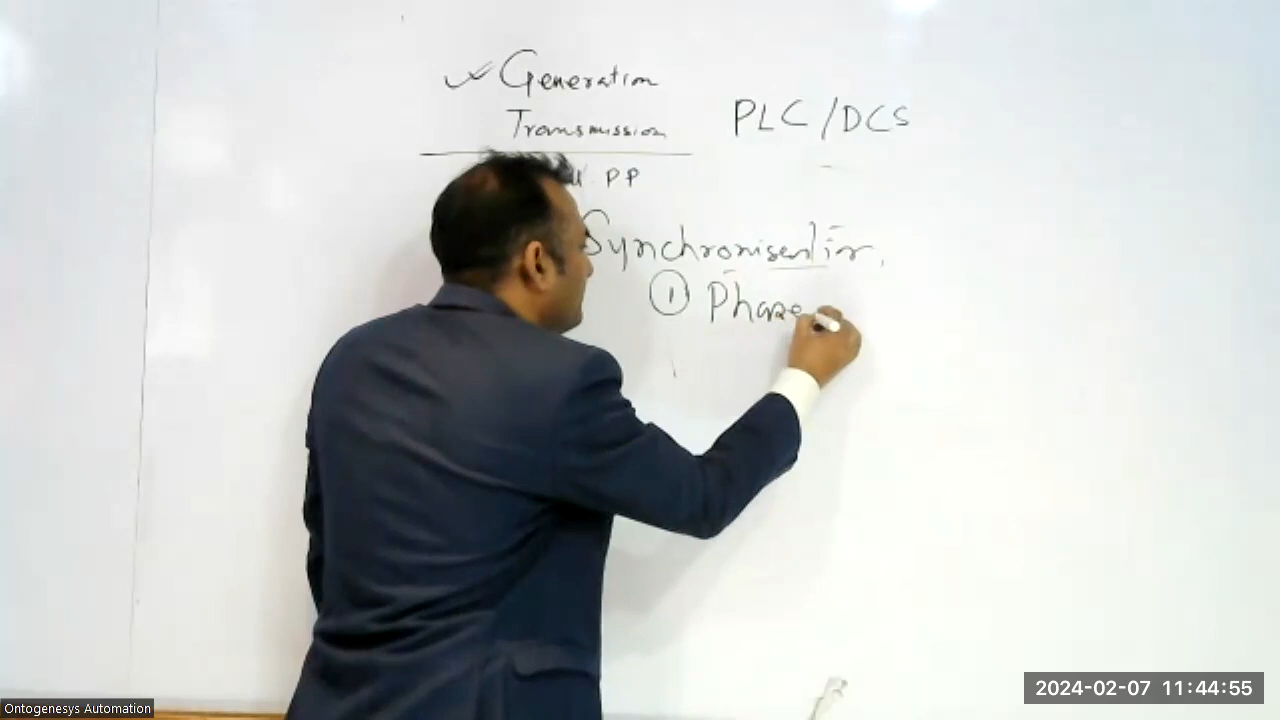 Generation
Transmission
PLC/DCS
PP
Synchronisation,
① Phase
Ontogenesys Automation
2024-02-07 11:44:55